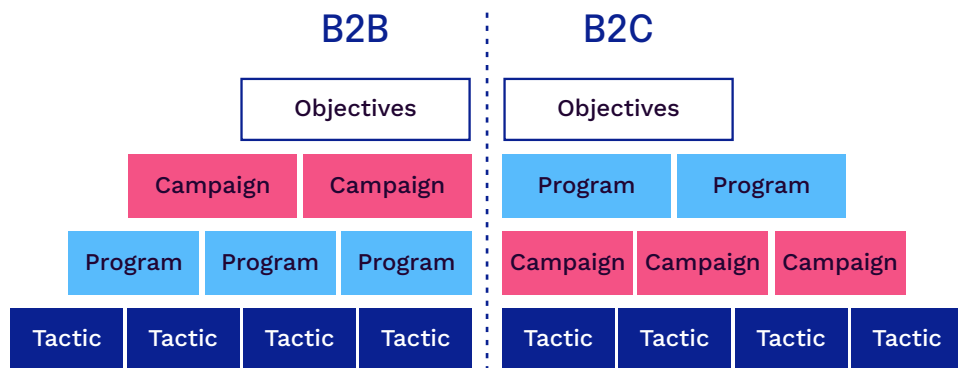 B2B B2C
Objectives Objectives
Campaign Campaign Program Program
Program Program Program Campaign Campaign Campaign
Tactic Tactic Tactic Tactic Tactic Tactic Tactic Tactic